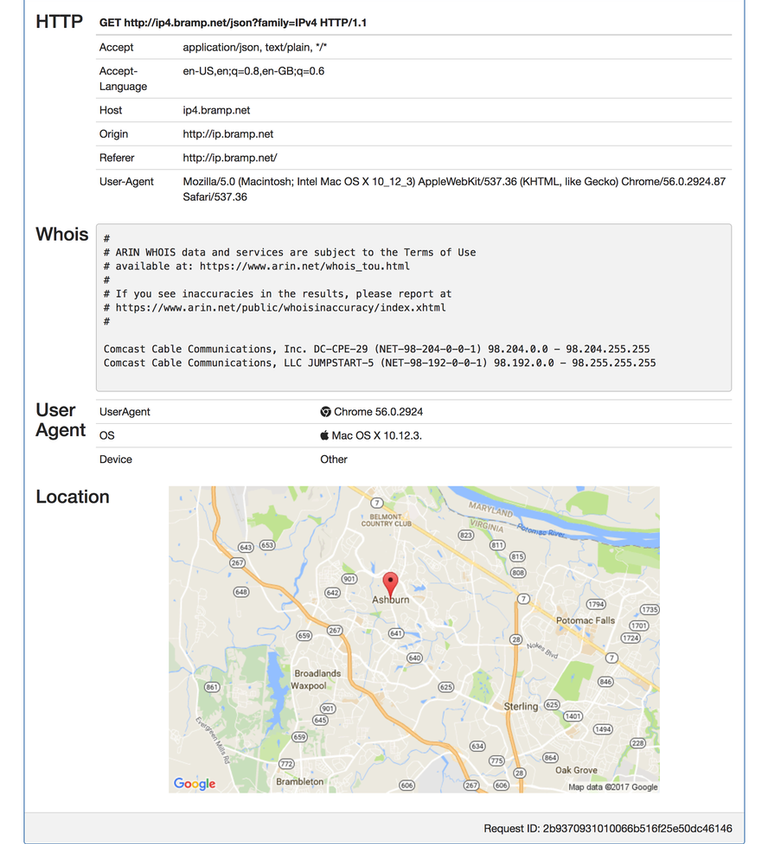 HTTP
GET http://ip4.bramp.net/json?family=IPv4 HTTP/1.1
Accept application/json, text/plain, */*
Accept-
Language en-US,en;q=0.8,en-GB;q=0.6
Host ip4.bramp.net
Origin http://ip.bramp.net
Referer http://ip.bramp.net/
User-Agent Mozilla/5.0 (Macintosh; Intel Mac OS X 10_12_3) AppleWebKit/537.36 (KHTML, like Gecko) Chrome/56.0.2924.87
Safari/537.36
Whois
#
# ARIN WHOIS data and services are subject to the Terms of Use
# available at: https://www.arin.net/whois_tou.html
#
# If you see inaccuracies in the results, please report at
# https://www.arin.net/public/whoisinaccuracy/index.xhtml
#
Comcast Cable Communications, Inc. DC-CPE-29 (NET-98-204-0-0-1) 98.204.0.0 - 98.204.255.255
Comcast Cable Communications, LLC JUMPSTART-5 (NET-98-192-0-0-1) 98.192.0.0 - 98.255.255.255
User
Agent
UserAgent Chrome 56.0.2924
OS Mac OS X 10.12.3.
Device Other
Location
7
BELMONT
COUNTRY CLUB
MARYLAND
VIRGINIA
Potomac River
823
811
815
808
643
653
267
648
901
642
Ashburn
7
1794
1735
Potomac Falls
1701
1724
659
267
641
28
Nokes Blvd
7
640
Broadlands
Waxpool
861
625
846
901
645
Sterling
625
1401
1494
Evergreen Mills Rd
659
634
228
772
775
864
28
Oak Grove
Brambleton
606
267
606
Google
Map data ©2017 Google
Request ID: 2b9370931010066b516f25e50dc46146